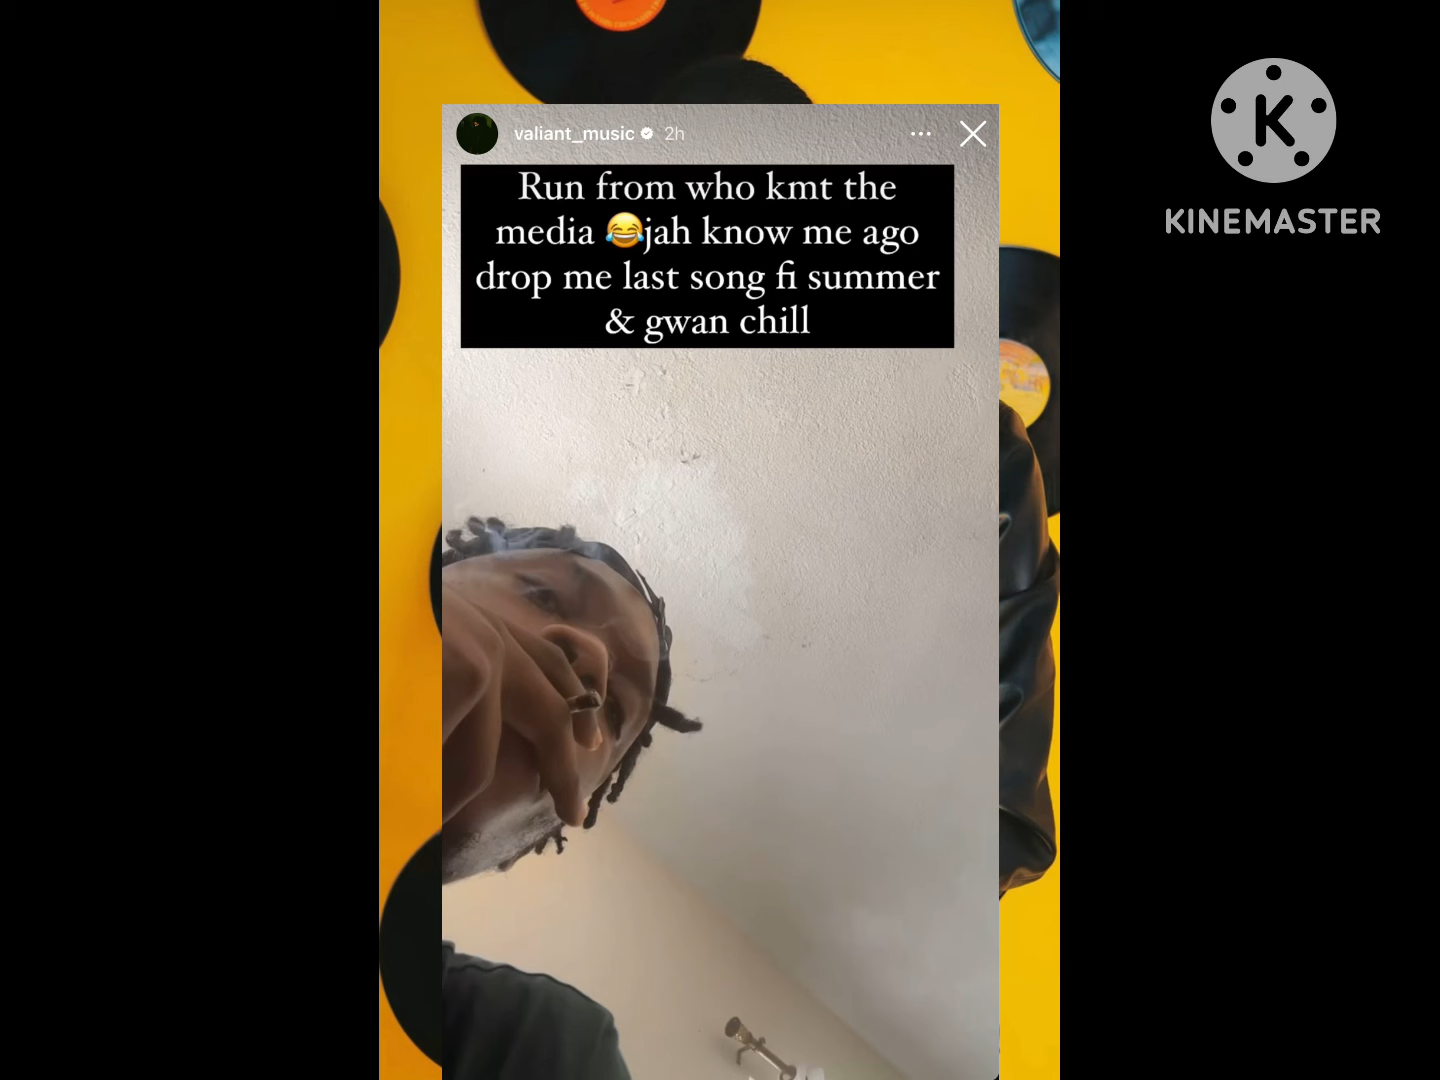 valiant_music 2h
Run from who kmt the
media 😂jah know me ago
drop me last song fi summer
& gwan chill
K
KINEMASTER